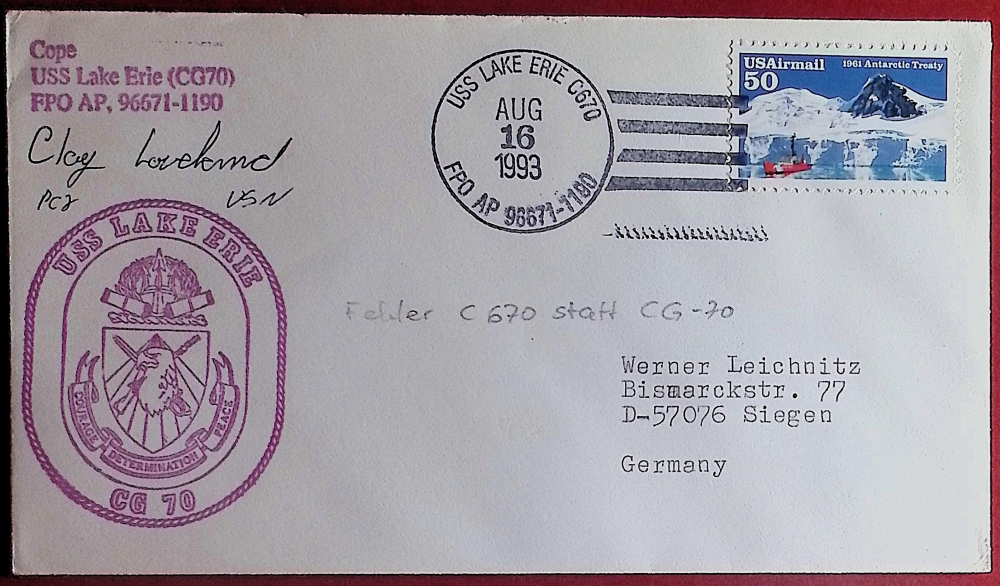 Cope
USS Lake Erie (CG70)
FPO AP, 96671-1190
Clay Loveland
PC2 USN
USS LAKE ERIE
COURAGE
DETERMINATION
PEACE
CG 70
USS LAKE ERIE C670
AUG
16
1993
FPO AP 96671-1190
USAirmail
50
1961 Antarctic Treaty
Fehler C 670 statt CG-70
Werner Leichnitz
Bismarckstr. 77
D-57076 Siegen
Germany